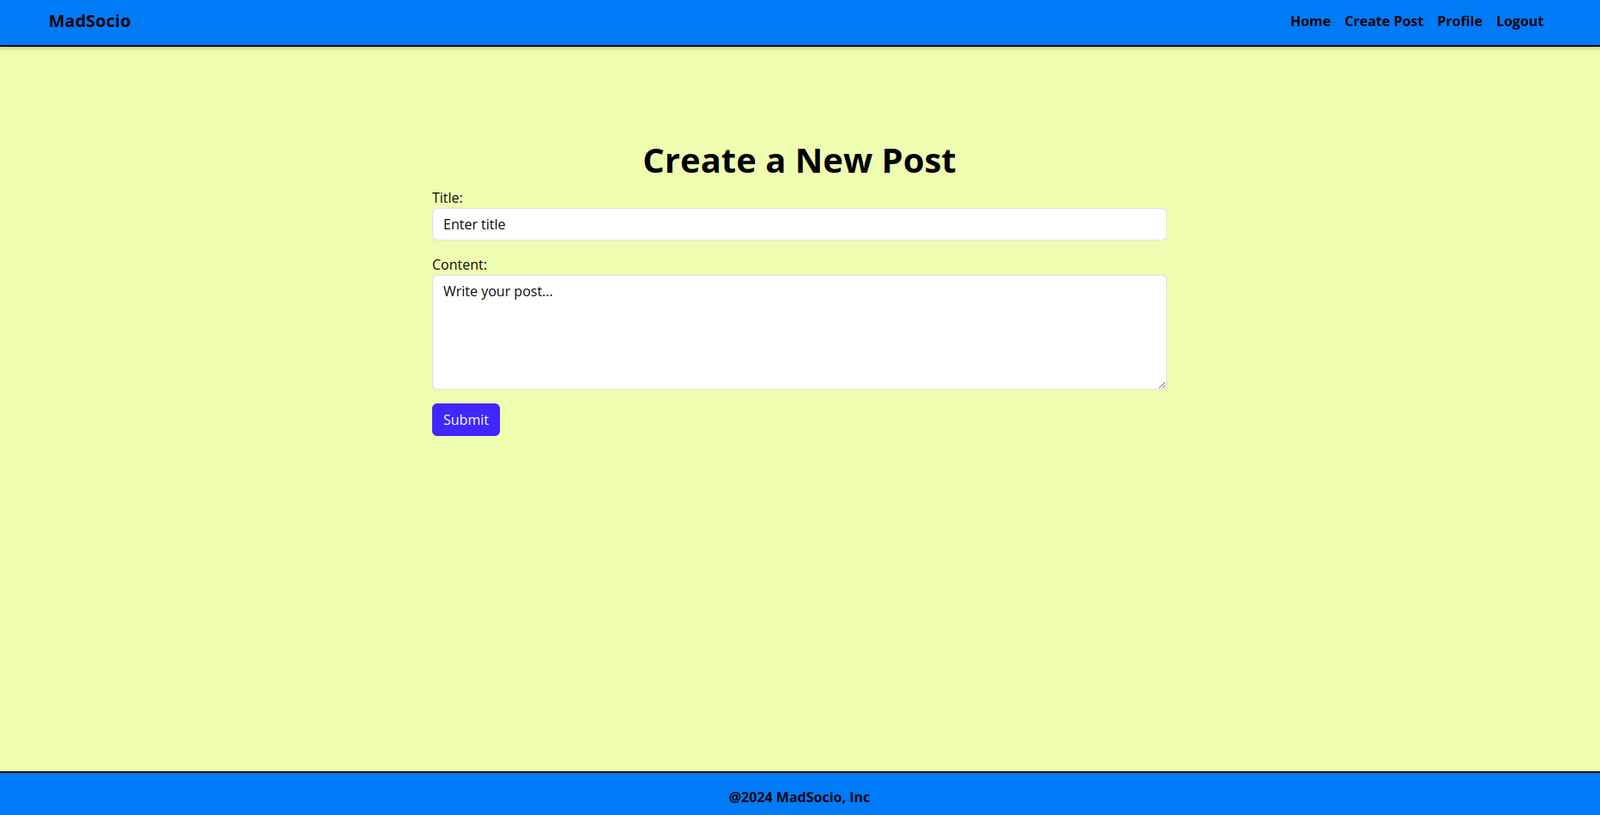 MadSocio
Home Create Post Profile Logout
Create a New Post
Title:
Enter title
Content:
Write your post...
Submit
@2024 MadSocio, Inc